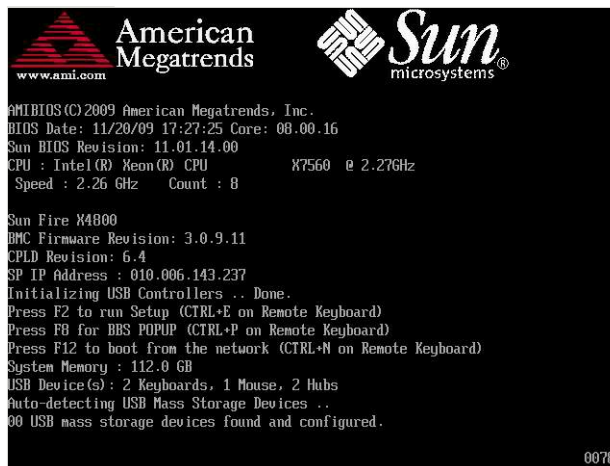 American
Megatrends
www.ami.com
Sun®
microsystems
AMIBIOS(C)2009 American Megatrends, Inc.
BIOS Date: 11/20/09 17:27:25 Core: 08.00.16
Sun BIOS Revision: 11.01.14.00
CPU : Intel(R) Xeon(R) CPU X7560 @ 2.27GHz
Speed : 2.26 GHz Count : 8
Sun Fire X4800
BMC Firmware Revision: 3.0.9.11
CPLD Revision: 6.4
SP IP Address : 010.006.143.237
Initializing USB Controllers .. Done.
Press F2 to run Setup (CTRL+E on Remote Keyboard)
Press F8 for BBS POPUP (CTRL+P on Remote Keyboard)
Press F12 to boot from the network (CTRL+N on Remote Keyboard)
System Memory : 112.0 GB
USB Device(s): 2 Keyboards, 1 Mouse, 2 Hubs
Auto-detecting USB Mass Storage Devices ..
00 USB mass storage devices found and configured.